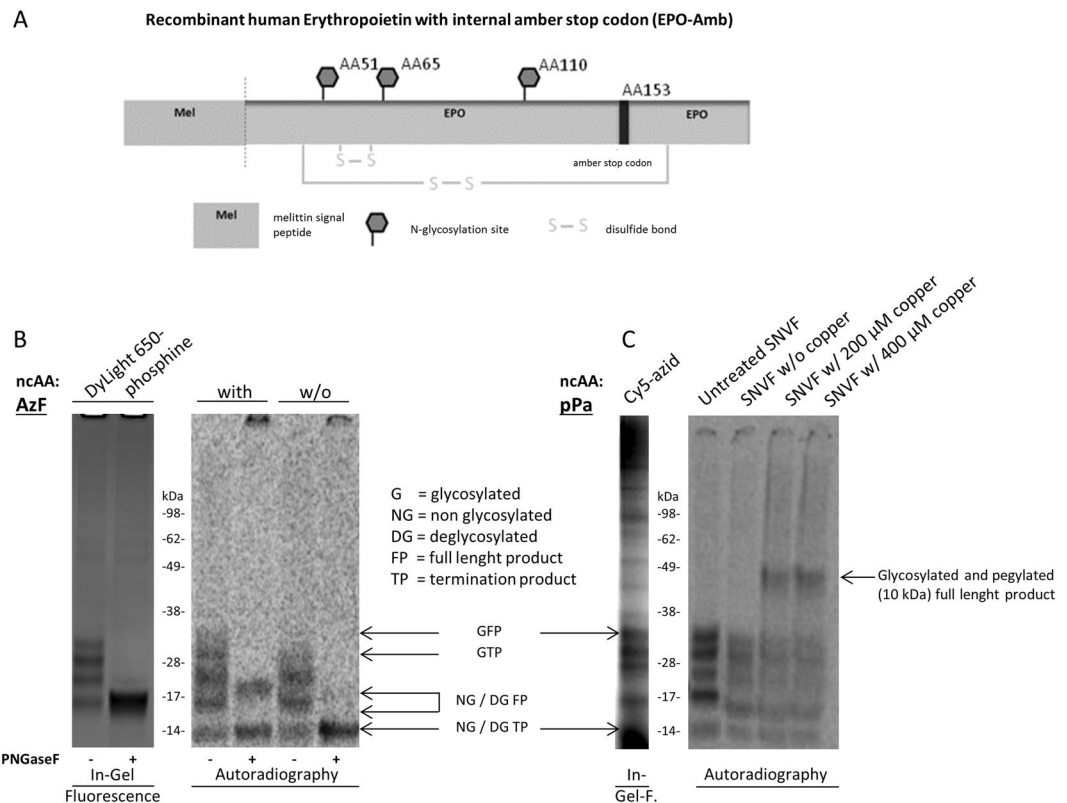 A
Recombinant human Erythropoietin with internal amber stop codon (EPO-Amb)
AA51
AA65
AA110
AA153
Mel
EPO
EPO
S – S
amber stop codon
S – S
Mel
melittin signal
peptide
N-glycosylation site
S – S
disulfide bond
B
DyLight 650-
phosphine
ncAA:
AzF
with
w/o
kDa
-98-
-62-
-49-
-38-
-28-
-17-
-14-
G = glycosylated
NG = non glycosylated
DG = deglycosylated
FP = full lenght product
TP = termination product
GFP
GTP
NG / DG FP
NG / DG TP
PNGaseF
- + - + - +
In-Gel
Fluorescence
Autoradiography
C
ncAA:
pPa
Cy5-azid
Untreated SNVF
SNVF w/o copper
SNVF w/ 200 µM copper
SNVF w/ 400 µM copper
kDa
-98-
-62-
-49-
-38-
-28-
-17-
-14-
Glycosylated and pegylated
(10 kDa) full lenght product
In-
Gel-F.
Autoradiography